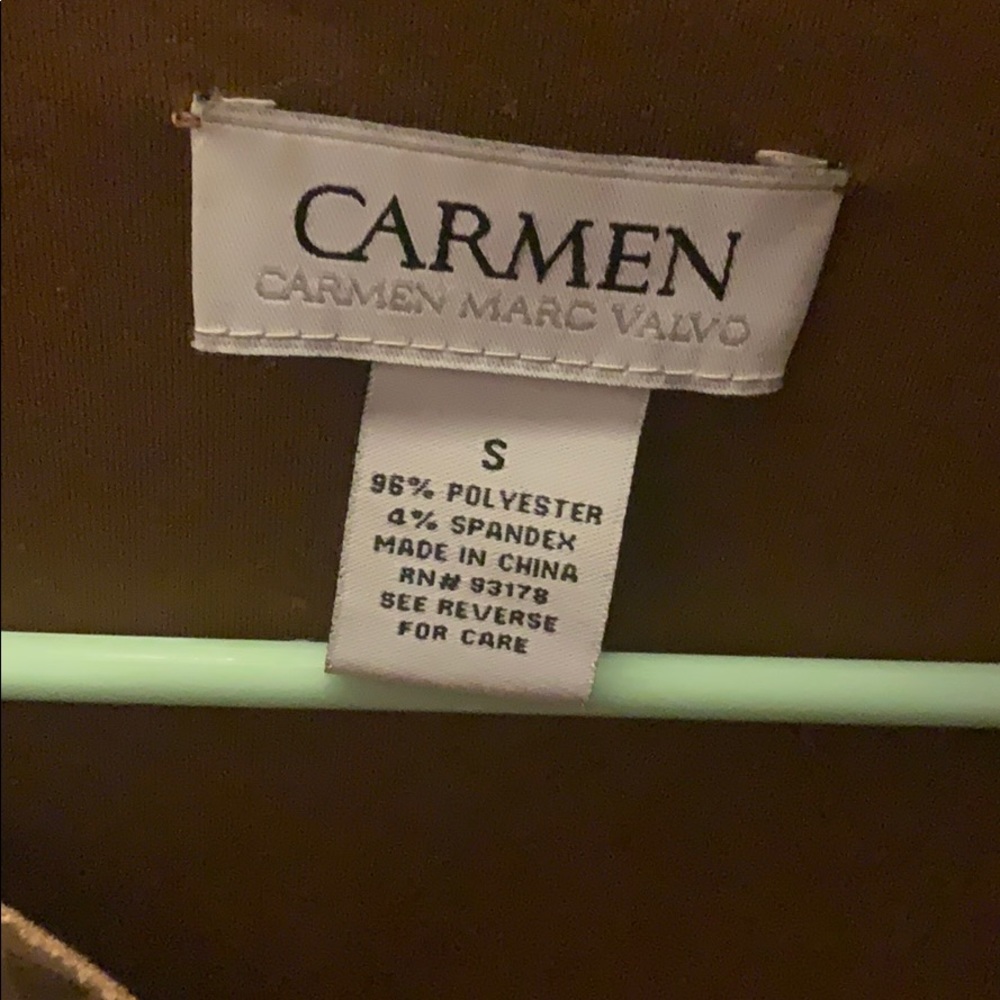 CARMEN
CARMEN MARC VALVO
S
96% POLYESTER
4% SPANDEX
MADE IN CHINA
RN# 93178
SEE REVERSE
FOR CARE